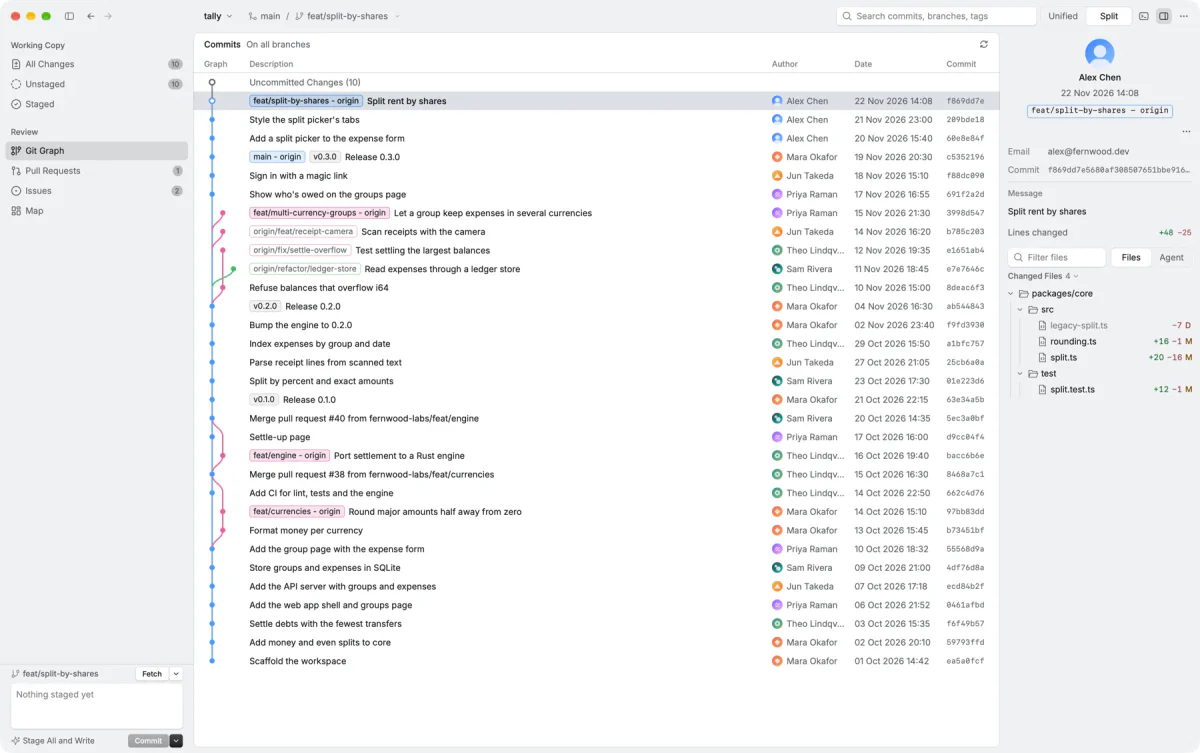 tally main / feat/split-by-shares Search commits, branches, tags Unified Split
Working Copy
All Changes 10
Unstaged 10
Staged
Review
Git Graph
Pull Requests 1
Issues 2
Map
feat/split-by-shares Fetch
Nothing staged yet
Stage All and Write Commit
Commits On all branches
Graph Description Author Date Commit
Uncommitted Changes (10)
feat/split-by-shares - origin Split rent by shares Alex Chen 22 Nov 2026 14:08 f869dd7e
Style the split picker's tabs Alex Chen 21 Nov 2026 23:00 209bde18
Add a split picker to the expense form Alex Chen 20 Nov 2026 15:40 60e8e84f
main - origin v0.3.0 Release 0.3.0 Mara Okafor 19 Nov 2026 20:30 c5352196
Sign in with a magic link Jun Takeda 18 Nov 2026 15:10 f88dc090
Show who's owed on the groups page Priya Raman 17 Nov 2026 16:55 691f2a2d
feat/multi-currency-groups - origin Let a group keep expenses in several currencies Priya Raman 15 Nov 2026 21:30 3998d547
origin/feat/receipt-camera Scan receipts with the camera Jun Takeda 14 Nov 2026 16:20 b785c203
origin/fix/settle-overflow Test settling the largest balances Theo Lindqv... 12 Nov 2026 19:35 e1651ab4
origin/refactor/ledger-store Read expenses through a ledger store Sam Rivera 11 Nov 2026 18:45 e7e7646c
Refuse balances that overflow i64 Theo Lindqv... 10 Nov 2026 15:00 8deac6f3
v0.2.0 Release 0.2.0 Mara Okafor 04 Nov 2026 16:30 ab544843
Bump the engine to 0.2.0 Mara Okafor 02 Nov 2026 23:40 f9fd3930
Index expenses by group and date Theo Lindqv... 29 Oct 2026 15:50 a1bfc757
Parse receipt lines from scanned text Jun Takeda 27 Oct 2026 21:05 25cb6a0a
Split by percent and exact amounts Sam Rivera 23 Oct 2026 17:30 01e223d6
v0.1.0 Release 0.1.0 Mara Okafor 21 Oct 2026 22:15 63e34a5b
Merge pull request #40 from fernwood-labs/feat/engine Sam Rivera 20 Oct 2026 14:35 5ec3a0bf
Settle-up page Priya Raman 17 Oct 2026 16:00 d9cc04f4
feat/engine - origin Port settlement to a Rust engine Theo Lindqv... 16 Oct 2026 19:40 bacc6b6e
Merge pull request #38 from fernwood-labs/feat/currencies Theo Lindqv... 15 Oct 2026 16:30 8468a7c1
Add CI for lint, tests and the engine Theo Lindqv... 14 Oct 2026 22:50 662c4d76
feat/currencies - origin Round major amounts half away from zero Mara Okafor 14 Oct 2026 15:10 97bb83dd
Format money per currency Mara Okafor 13 Oct 2026 15:45 b73451bf
Add the group page with the expense form Priya Raman 10 Oct 2026 18:32 55568d9a
Store groups and expenses in SQLite Sam Rivera 09 Oct 2026 21:00 4df76d8a
Add the API server with groups and expenses Jun Takeda 07 Oct 2026 17:18 ecd84b2f
Add the web app shell and groups page Priya Raman 06 Oct 2026 21:52 0461afbd
Settle debts with the fewest transfers Theo Lindqv... 03 Oct 2026 15:35 f6f49b57
Add money and even splits to core Mara Okafor 02 Oct 2026 20:10 59793ffd
Scaffold the workspace Mara Okafor 01 Oct 2026 14:42 ea5a0fcf
Alex Chen
22 Nov 2026 14:08
feat/split-by-shares - origin
Email alex@fernwood.dev
Commit f869dd7e5680af308507651bbe916...
Message
Split rent by shares
Lines changed +48 −25
Filter files Files Agent
Changed Files 4
packages/core
src
legacy-split.ts −7 D
rounding.ts +16 −1 M
split.ts +20 −16 M
test
split.test.ts +12 −1 M